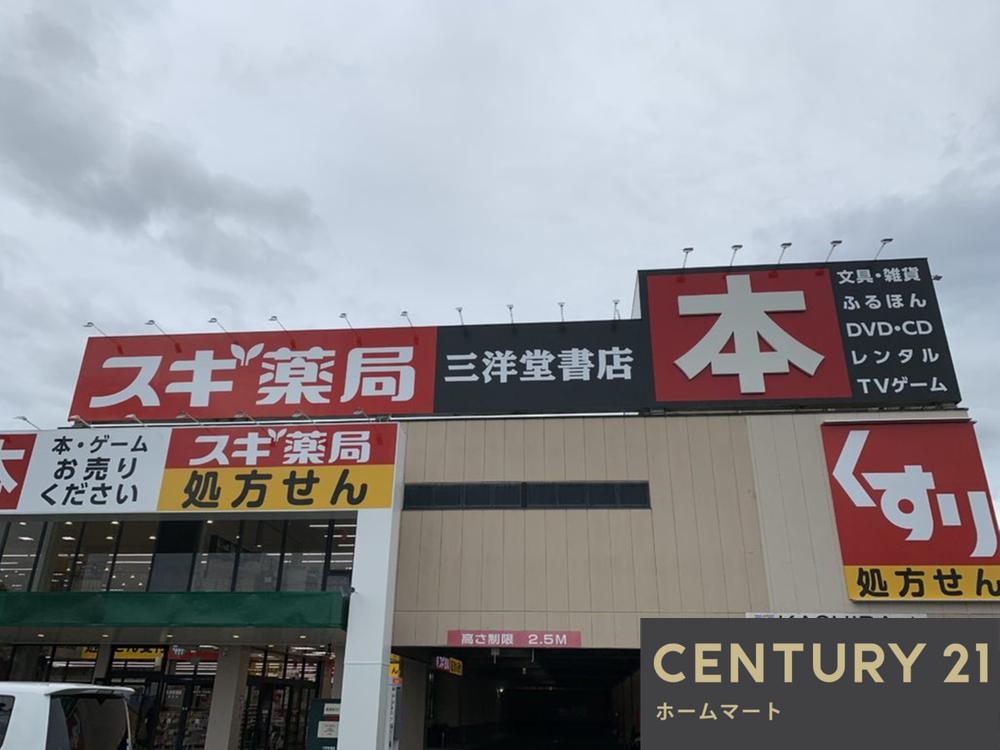 スギ薬局
三洋堂書店
本
文具・雑貨
ふるほん
DVD・CD
レンタル
TVゲーム
本
本・ゲーム
お売り
ください
スギ薬局
処方せん
くすり
処方せん
高さ制限 2.5M
CENTURY 21
ホームマート